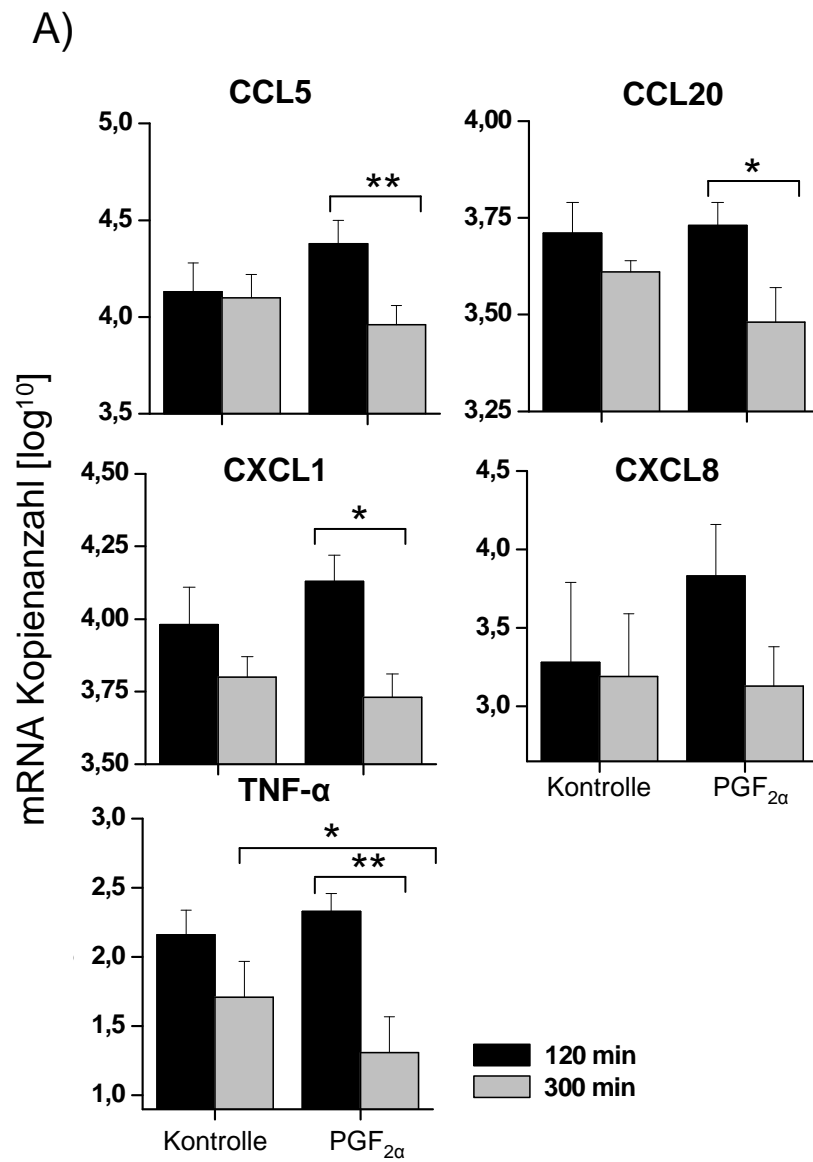 A)
CCL5
5,0
4,5
4,0
3,5
**
CCL20
4,00
3,75
3,50
3,25
*
mRNA Kopienanzahl [log¹⁰]
CXCL1
4,50
4,25
4,00
3,75
3,50
*
CXCL8
4,5
4,0
3,5
3,0
Kontrolle PGF₂α
TNF-α
3,0
2,5
2,0
1,5
1,0
*
**
Kontrolle PGF₂α
120 min
300 min